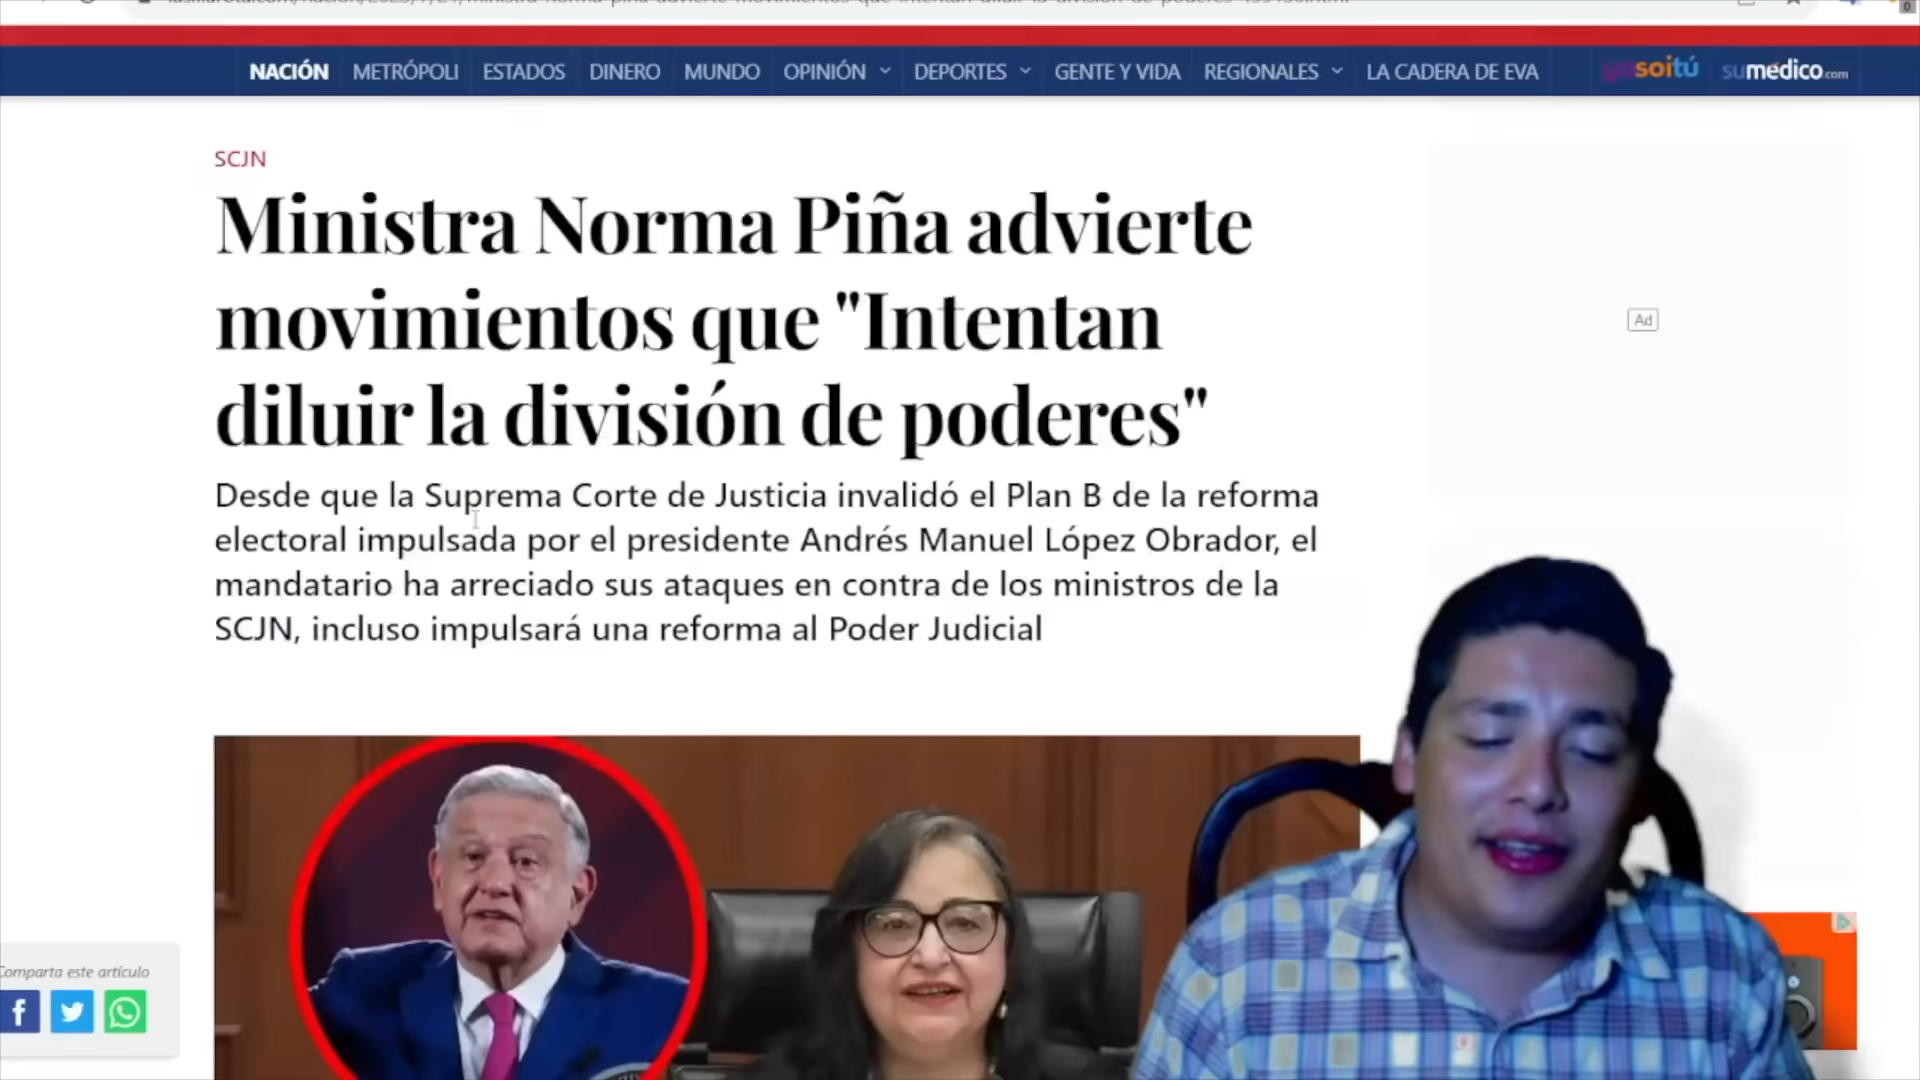 NACIÓN METRÓPOLI ESTADOS DINERO MUNDO OPINIÓN DEPORTES GENTE Y VIDA REGIONALES LA CADERA DE EVA yosoitú sumédico.com
SCJN
Ministra Norma Piña advierte
movimientos que "Intentan
diluir la división de poderes"
Ad
Desde que la Suprema Corte de Justicia invalidó el Plan B de la reforma
electoral impulsada por el presidente Andrés Manuel López Obrador, el
mandatario ha arreciado sus ataques en contra de los ministros de la
SCJN, incluso impulsará una reforma al Poder Judicial
Comparta este artículo